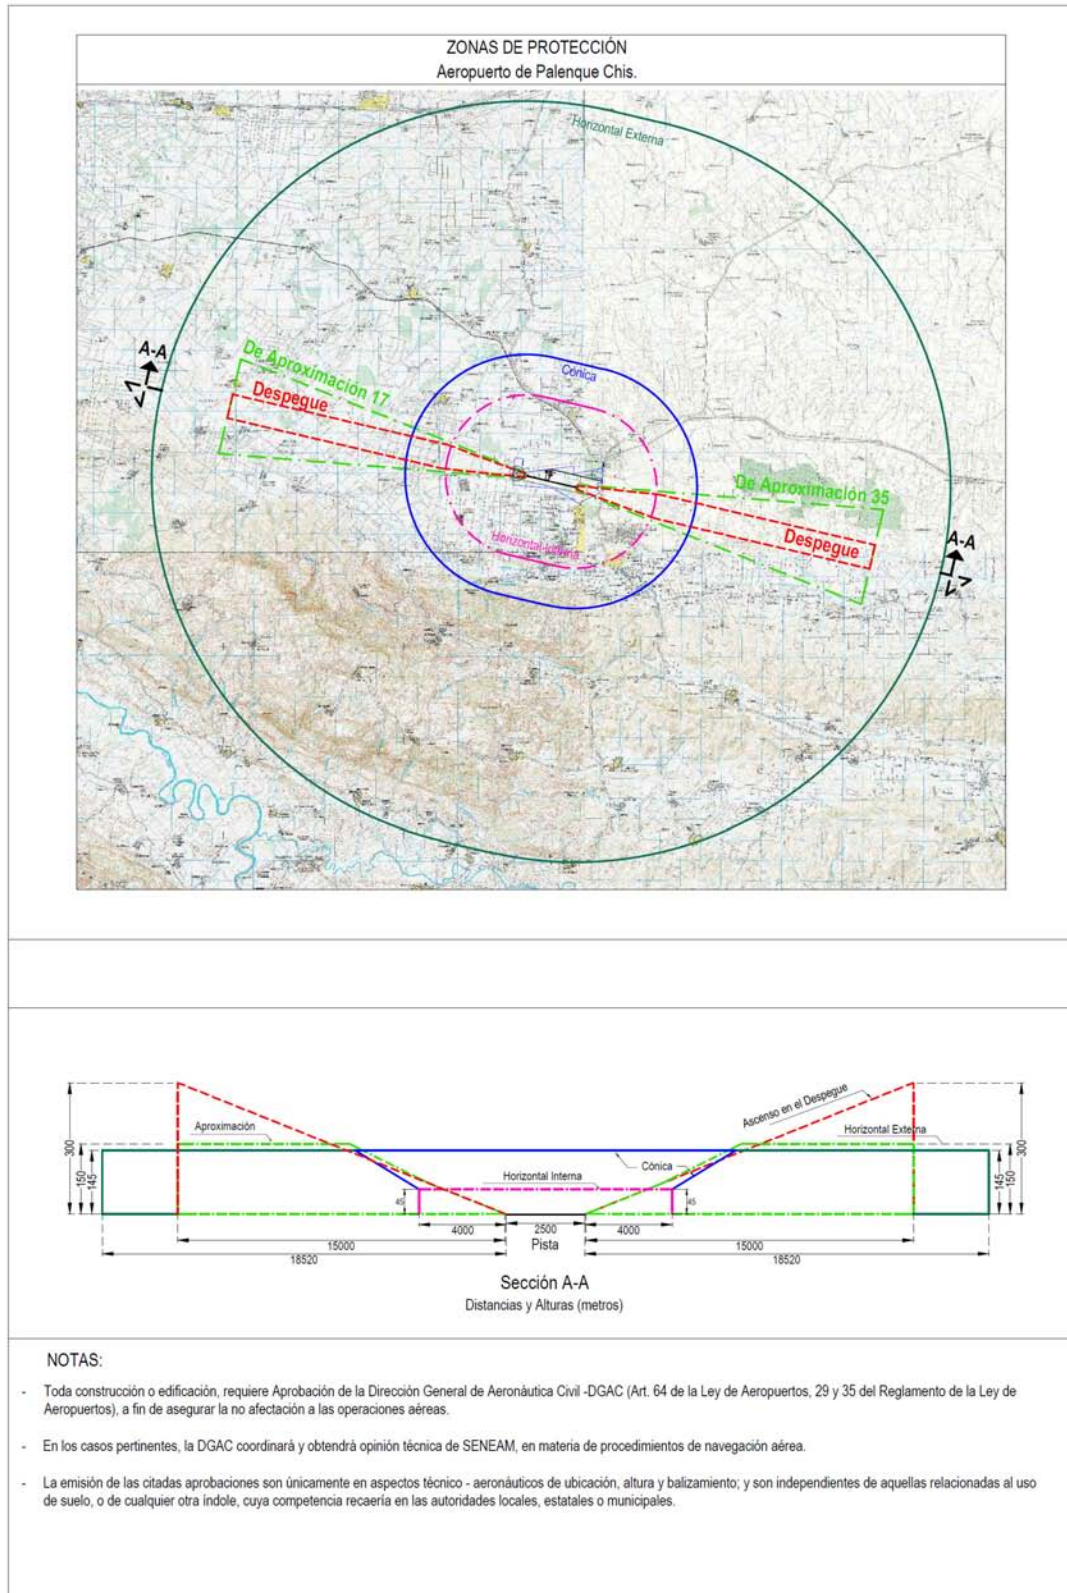 ZONAS DE PROTECCIÓN
Aeropuerto de Palenque Chis.
Horizontal Externa
A-A
De Aproximación 17
Despegue
Cónica
Horizontal Interna
De Aproximación 35
Despegue
A-A
Aproximación
Ascenso en el Despegue
Horizontal Externa
Cónica
Horizontal Interna
300
150
145
45
45
145
150
300
4000
2500
4000
Pista
15000
15000
18520
18520
Sección A-A
Distancias y Alturas (metros)
NOTAS:
- Toda construcción o edificación, requiere Aprobación de la Dirección General de Aeronáutica Civil -DGAC (Art. 64 de la Ley de Aeropuertos, 29 y 35 del Reglamento de la Ley de
Aeropuertos), a fin de asegurar la no afectación a las operaciones aéreas.
- En los casos pertinentes, la DGAC coordinará y obtendrá opinión técnica de SENEAM, en materia de procedimientos de navegación aérea.
- La emisión de las citadas aprobaciones son únicamente en aspectos técnico - aeronáuticos de ubicación, altura y balizamiento; y son independientes de aquellas relacionadas al uso
de suelo, o de cualquier otra índole, cuya competencia recaería en las autoridades locales, estatales o municipales.